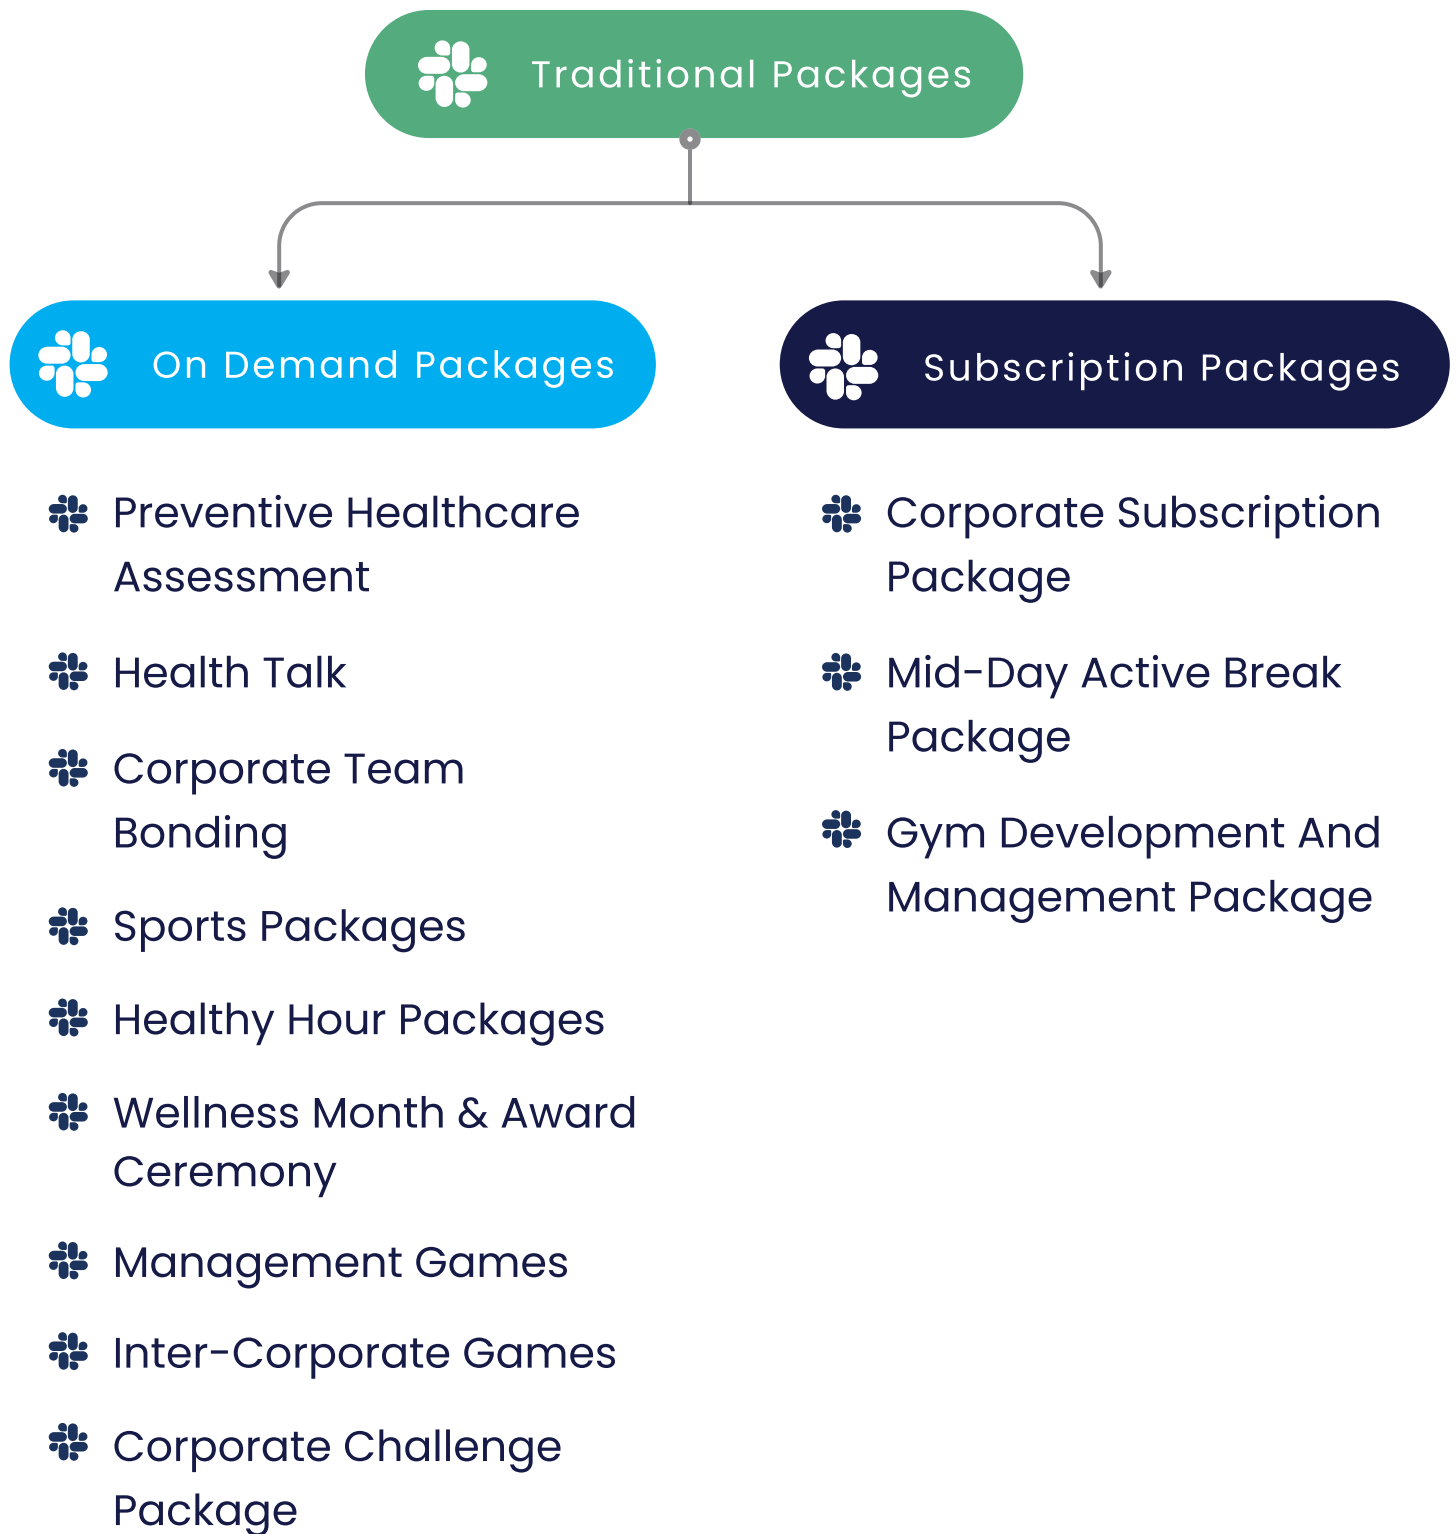 Traditional Packages
On Demand Packages
Preventive Healthcare
Assessment
Health Talk
Corporate Team
Bonding
Sports Packages
Healthy Hour Packages
Wellness Month & Award
Ceremony
Management Games
Inter-Corporate Games
Corporate Challenge
Package
Subscription Packages
Corporate Subscription
Package
Mid-Day Active Break
Package
Gym Development And
Management Package